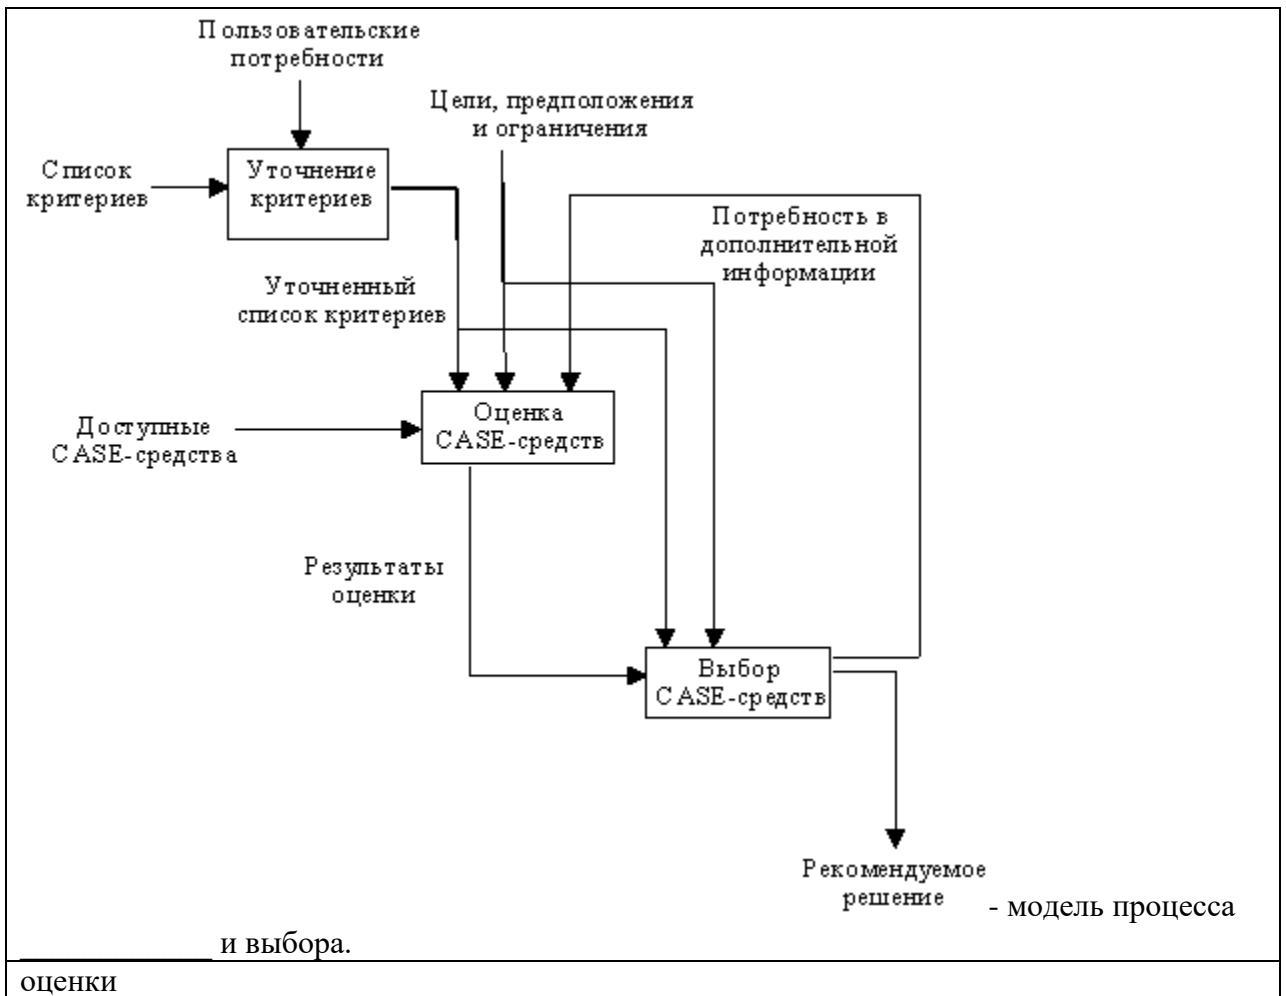 Пользовательские
потребности
Цели, предположения
и ограничения
Список
критериев
Уточнение
критериев
Потребность в
дополнительной
информации
Уточненный
список критериев
Оценка
CASE-средств
Доступные
CASE-средства
Результаты
оценки
Выбор
CASE-средств
Рекомендуемое
решение - модель процесса
______________ и выбора.
оценки